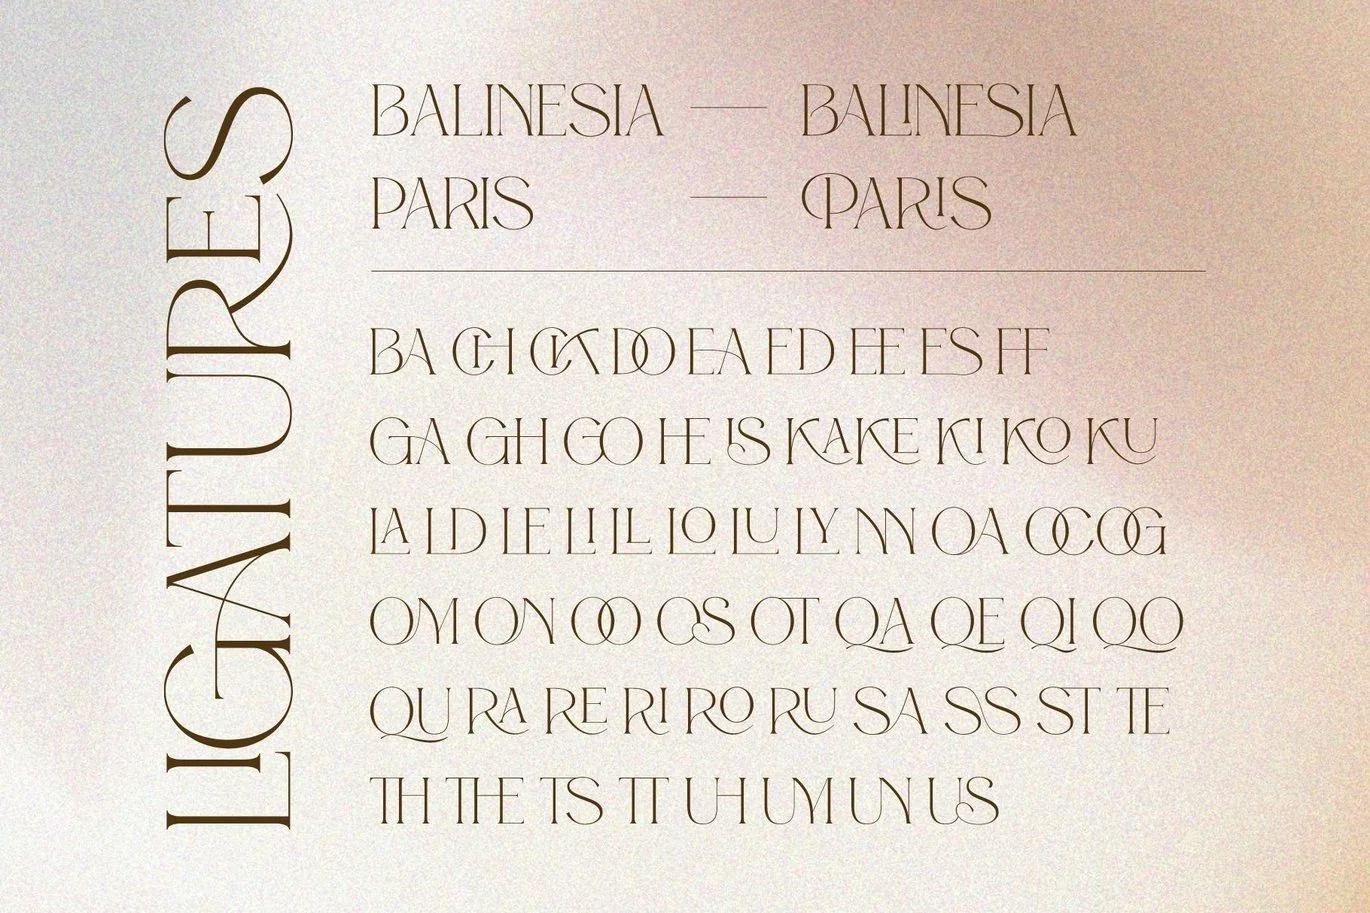 LIGATURES
BALINESIA — BALINESIA
PARIS — PARIS
BA CH CK DO EA ED EE ES FF
GA GH GO HE IS KA KE KI KO KU
LA LD LE LI LL LO LU LY NN OA OC OG
OM ON OO OS OT QA QE QI QO
QU RA RE RI RO RU SA SS ST TE
TH THE TS TT UH UM UN US